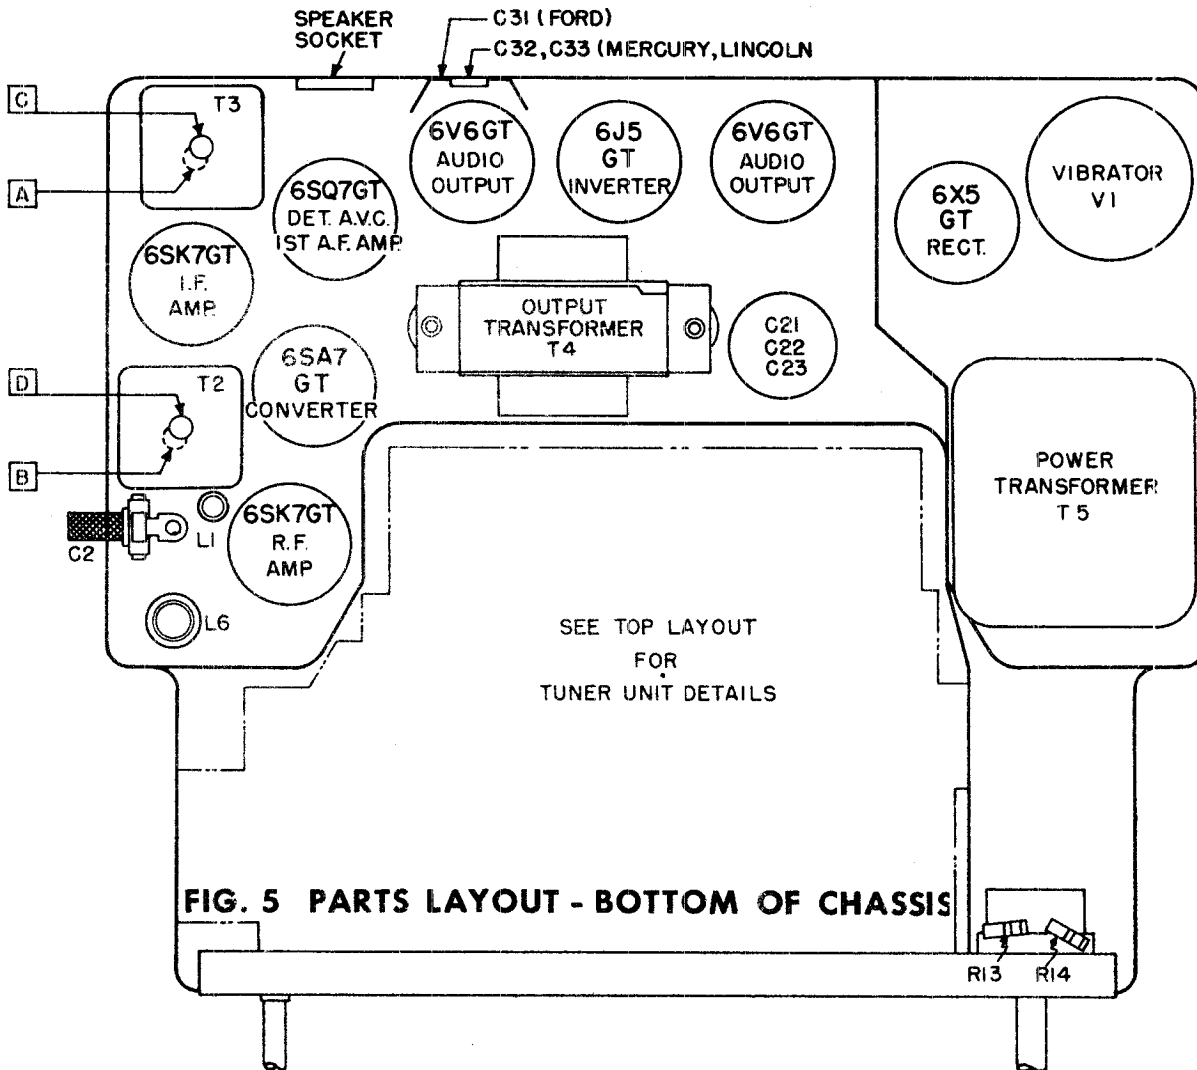 SPEAKER
SOCKET
C31 (FORD)
C32, C33 (MERCURY, LINCOLN
C
A
T3
6SQ7GT
DET. A.V.C.
1ST A.F. AMP.
6V6GT
AUDIO
OUTPUT
6J5
GT
INVERTER
6V6GT
AUDIO
OUTPUT
6X5
GT
RECT.
VIBRATOR
V1
6SK7GT
I.F.
AMP.
OUTPUT
TRANSFORMER
T4
C21
C22
C23
6SA7
GT
CONVERTER
D
B
T2
POWER
TRANSFORMER
T5
C2
L1
6SK7GT
R.F.
AMP
L6
SEE TOP LAYOUT
FOR
TUNER UNIT DETAILS
FIG. 5 PARTS LAYOUT - BOTTOM OF CHASSIS
R13
R14